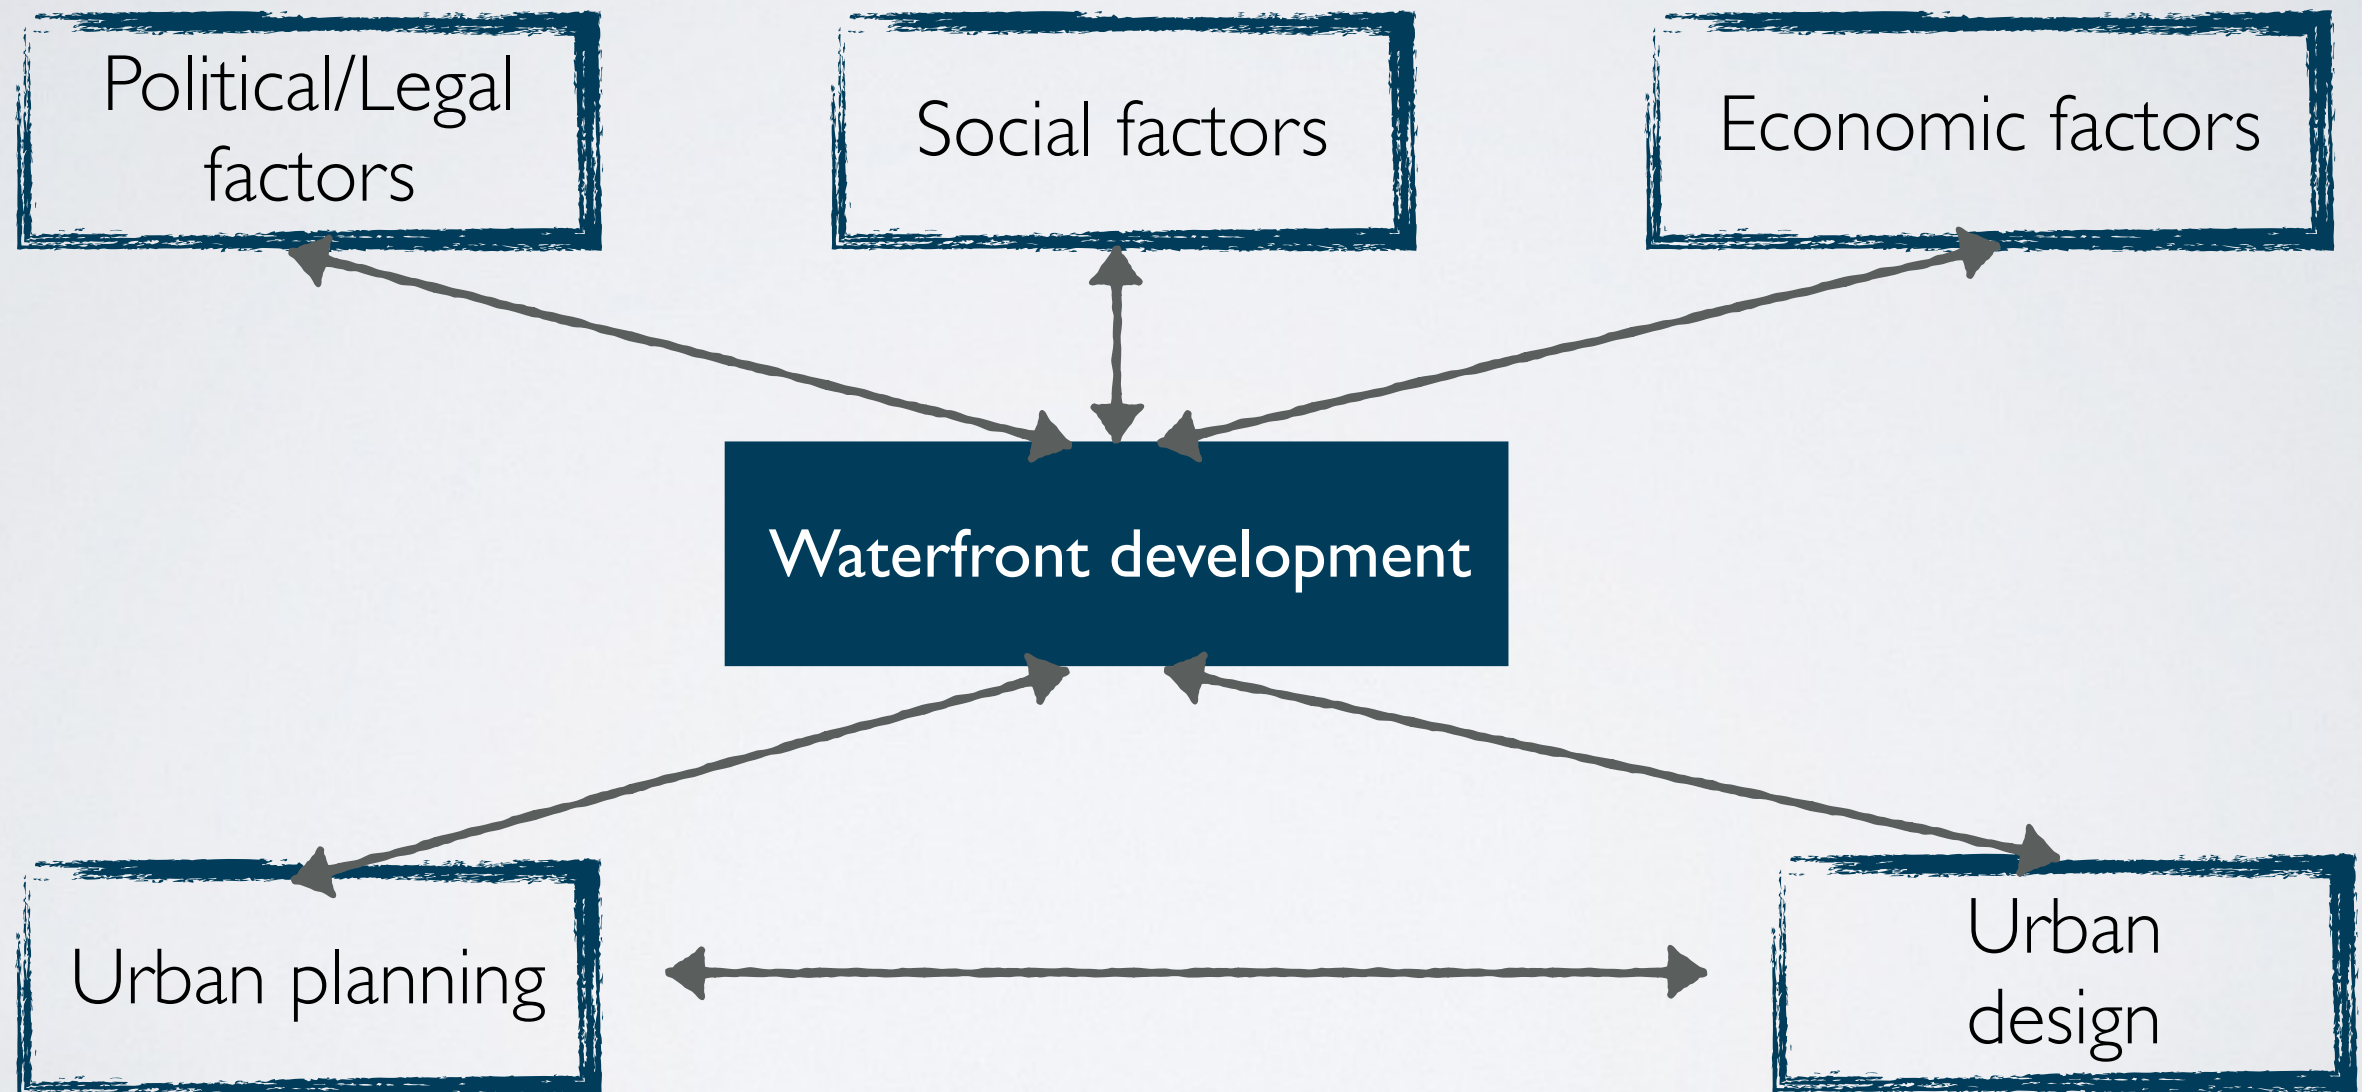 Political/Legal
factors
Social factors
Economic factors
Waterfront development
Urban planning
Urban
design